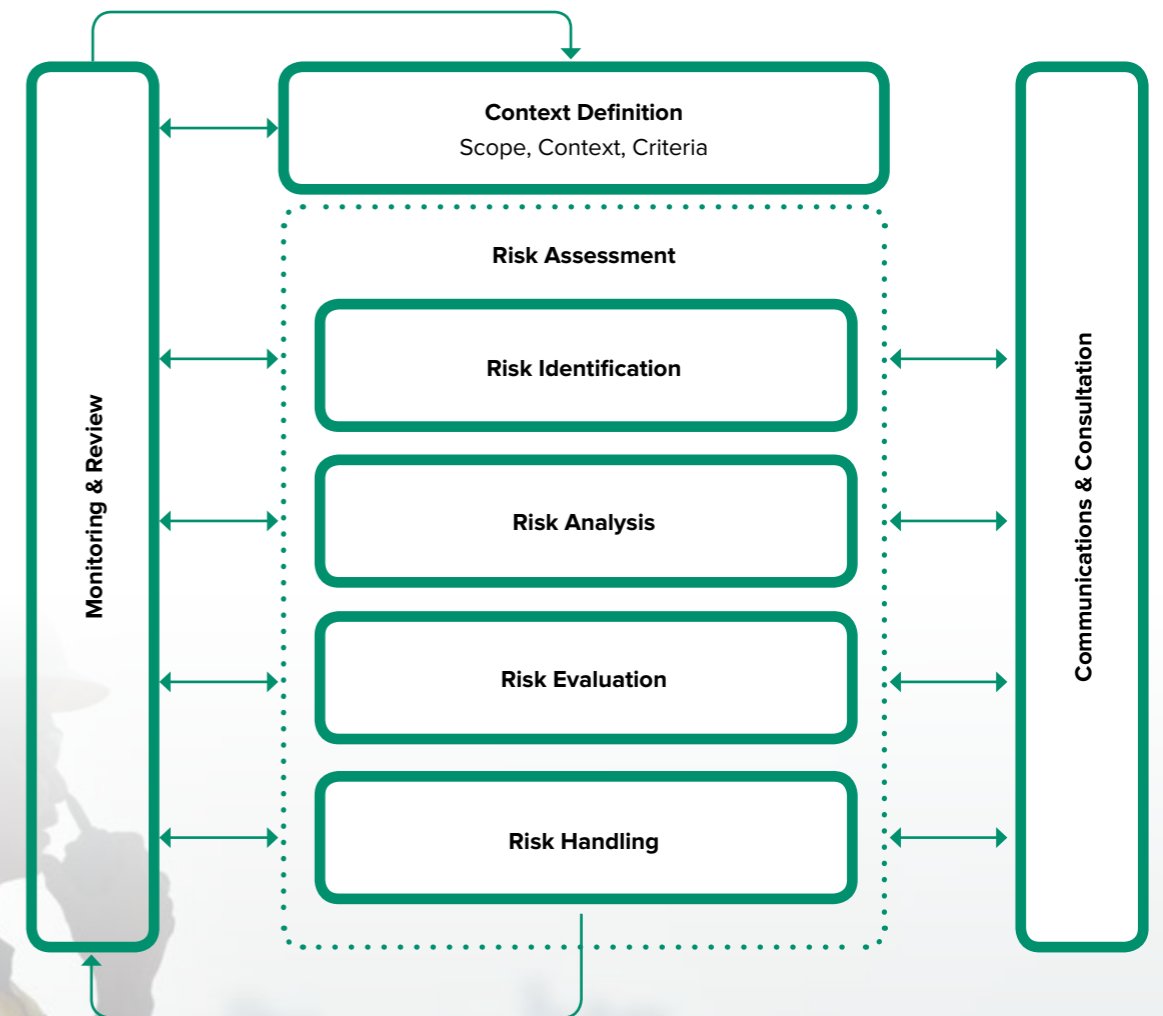 Context Definition
Scope, Context, Criteria
Risk Assessment
Risk Identification
Risk Analysis
Risk Evaluation
Risk Handling
Monitoring & Review
Communications & Consultation